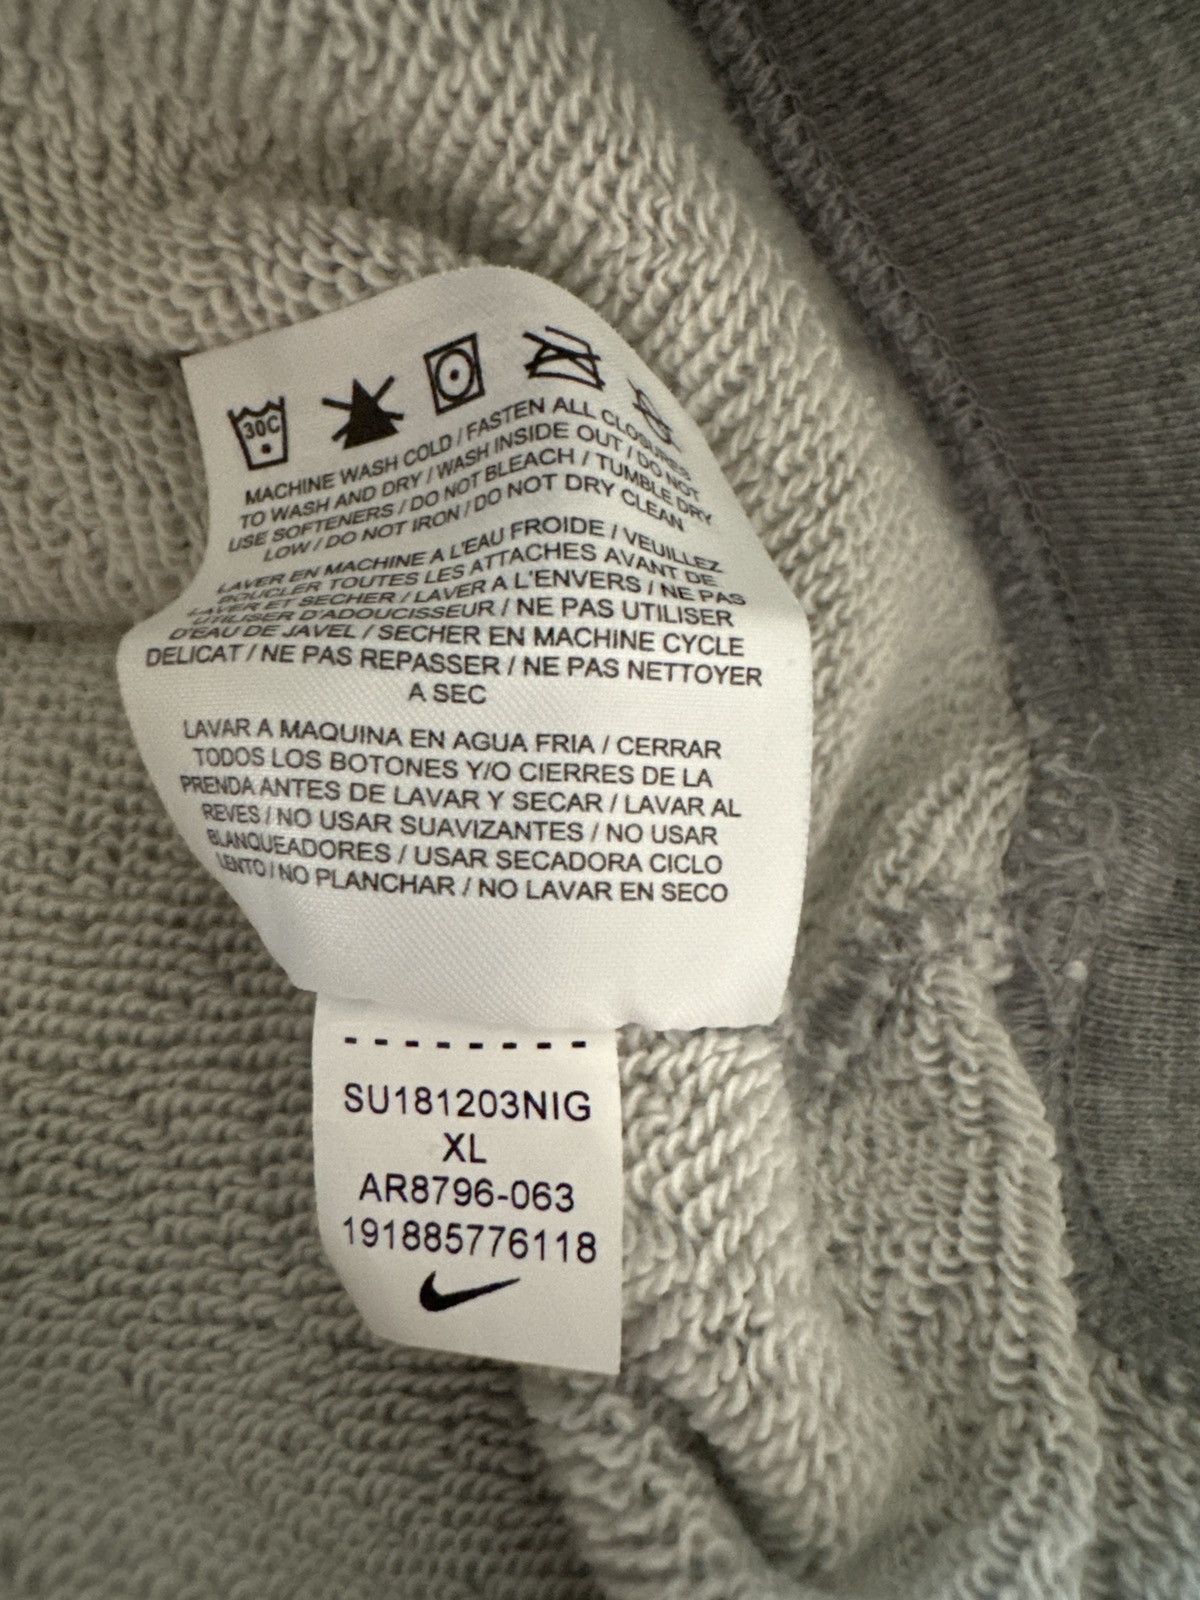 30C
MACHINE WASH COLD / FASTEN ALL CLOSURES
TO WASH AND DRY / WASH INSIDE OUT / DO NOT
USE SOFTENERS / DO NOT BLEACH / TUMBLE DRY
LOW / DO NOT IRON / DO NOT DRY CLEAN
LAVER EN MACHINE A L'EAU FROIDE / VEUILLEZ
BOUCLER TOUTES LES ATTACHES AVANT DE
LAVER ET SECHER / LAVER A L'ENVERS / NE PAS
UTILISER D'ADOUCISSEUR / NE PAS UTILISER
D'EAU DE JAVEL / SECHER EN MACHINE CYCLE
DELICAT / NE PAS REPASSER / NE PAS NETTOYER
A SEC
LAVAR A MAQUINA EN AGUA FRIA / CERRAR
TODOS LOS BOTONES Y/O CIERRES DE LA
PRENDA ANTES DE LAVAR Y SECAR / LAVAR AL
REVES / NO USAR SUAVIZANTES / NO USAR
BLANQUEADORES / USAR SECADORA CICLO
LENTO / NO PLANCHAR / NO LAVAR EN SECO
SU181203NIG
XL
AR8796-063
191885776118